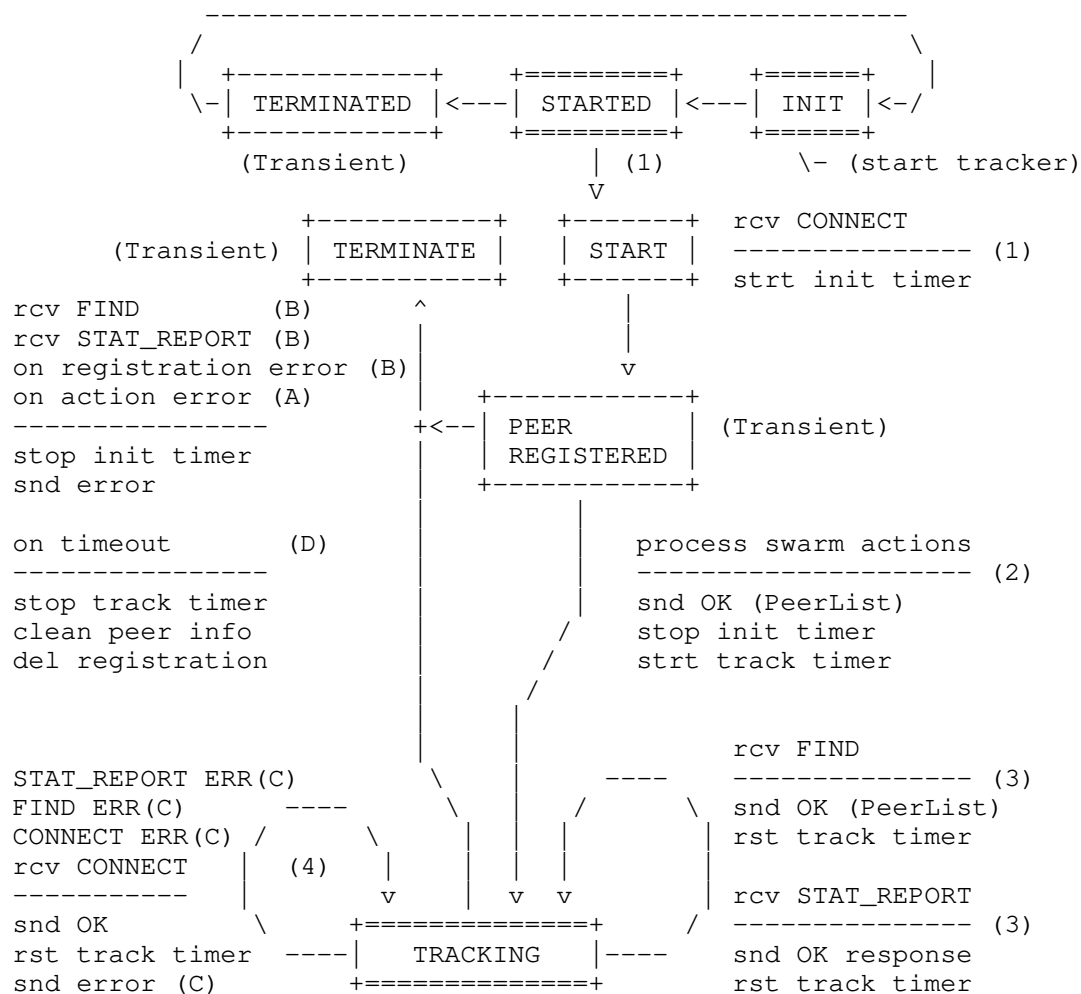 --------------------------------------------
           /                                            \
          |   +------------+    +=========+    +======+  |
           \-| TERMINATED |<---| STARTED |<---| INIT |<-/
              +------------+    +=========+    +======+
               (Transient)           | (1)        \- (start tracker)
                                     V
                   +-----------+   +-------+  rcv CONNECT
       (Transient) | TERMINATE |   | START |  --------------- (1)
                   +-----------+   +-------+  strt init timer
rcv FIND        (B)       ^            |
rcv STAT_REPORT (B)       |            |
on registration error (B)|            v
on action error (A)       |   +------------+
----------------         +<--| PEER       | (Transient)
stop init timer           |   | REGISTERED |
snd error                 |   +------------+
                          |         |
on timeout       (D)      |         |   process swarm actions
----------------          |         |   --------------------- (2)
stop track timer          |         |   snd OK (PeerList)
clean peer info           |        /    stop init timer
del registration          |       /     strt track timer
                          |      /
                          |     |
                          |     |             rcv FIND
STAT_REPORT ERR(C)         \    |     ----    --------------- (3)
FIND ERR(C)      ----       \   |   /      \  snd OK (PeerList)
CONNECT ERR(C) /      \      |  |  |        | rst track timer
rcv CONNECT   |  (4)   |     |  |  |        |
-----------   |        v     |  v  v        | rcv STAT_REPORT
snd OK         \     +==============+      /  --------------- (3)
rst track timer  ----|   TRACKING   |----     snd OK response
snd error (C)        +==============+         rst track timer